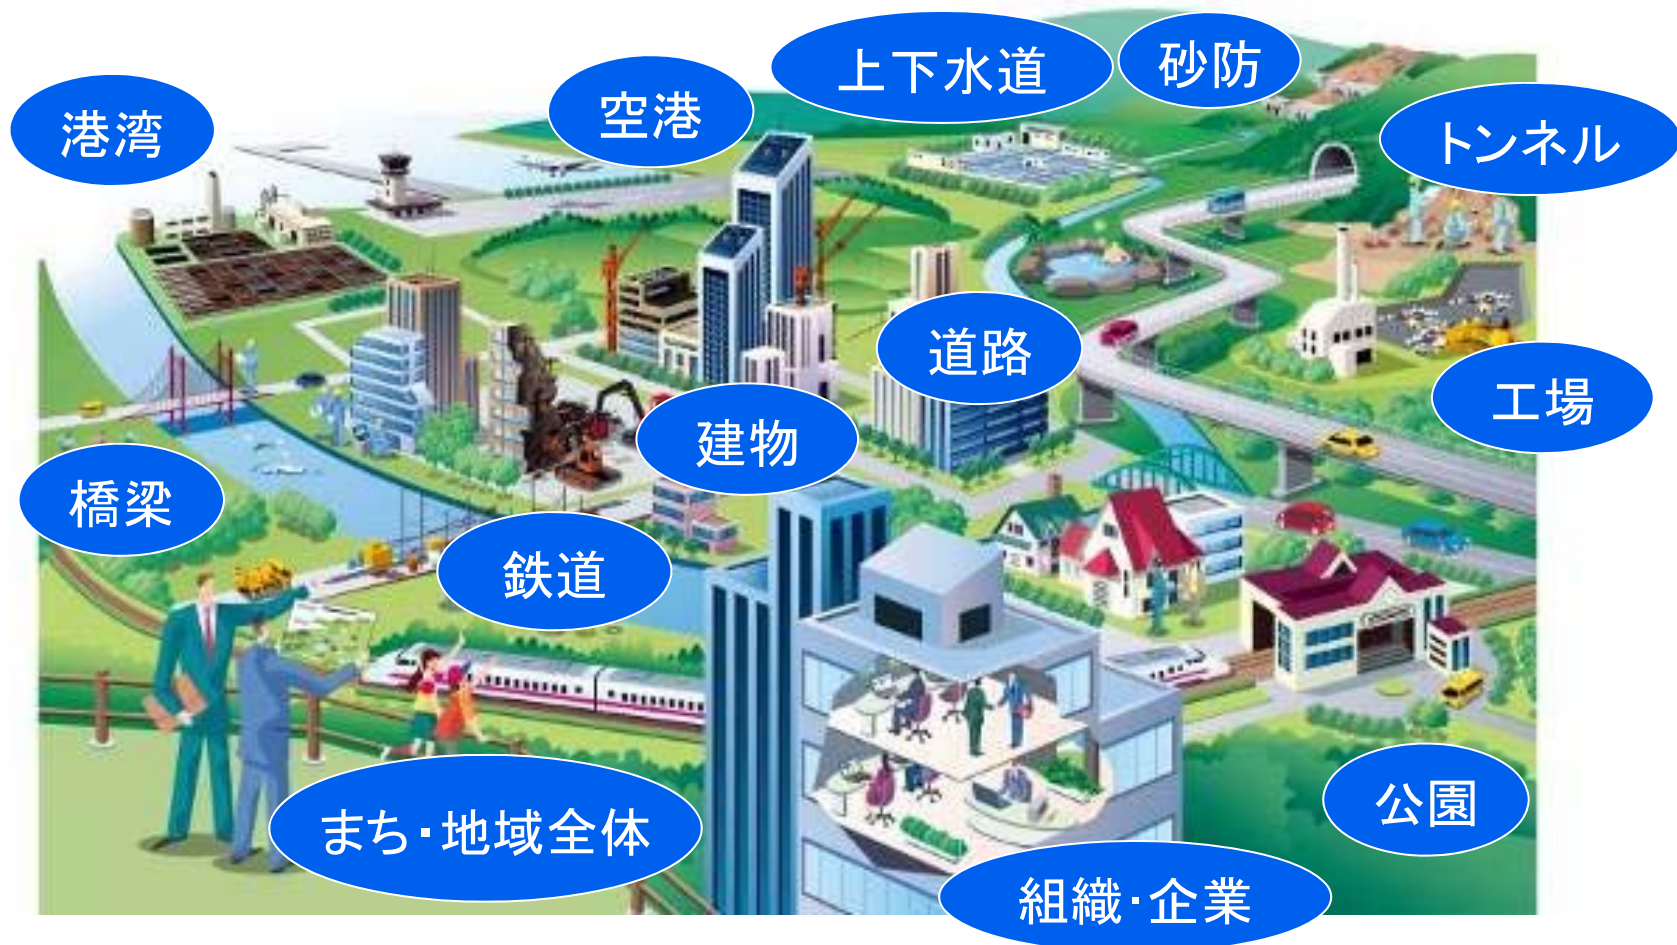 上下水道
砂防
港湾
空港
トンネル
道路
工場
建物
橋梁
鉄道
まち・地域全体
公園
組織・企業